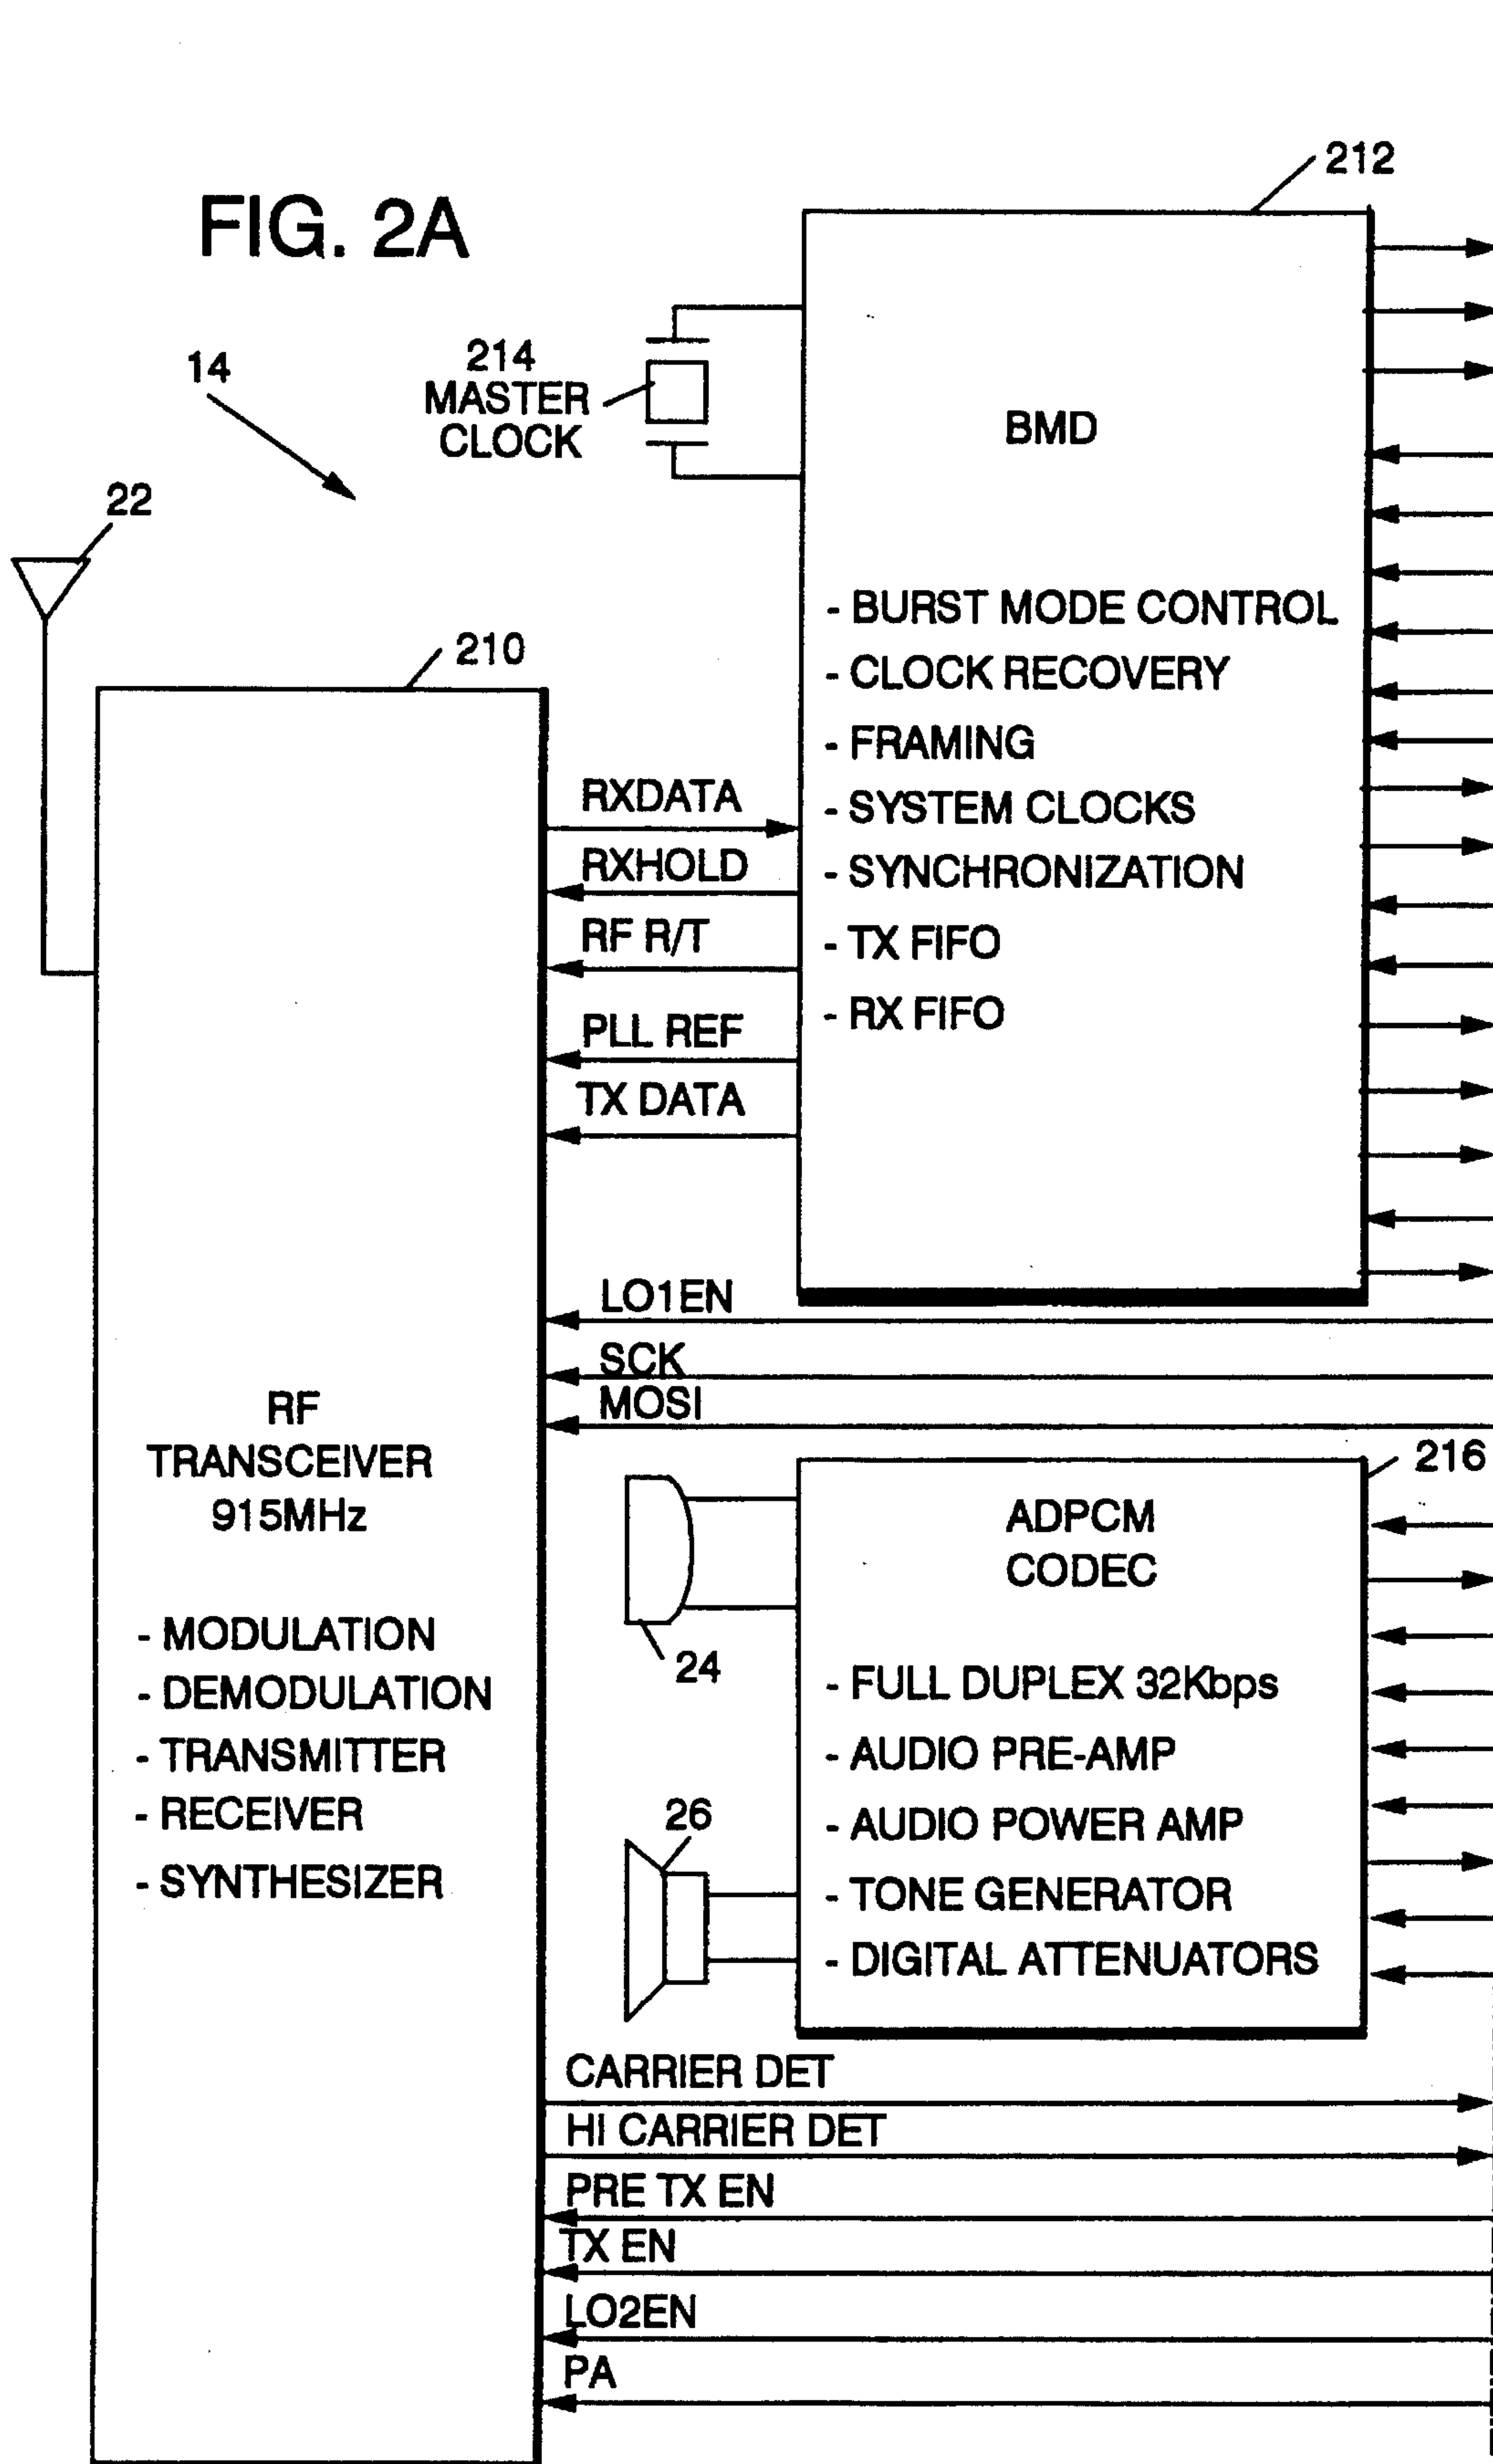 FIG. 2A
212
14
214
MASTER
CLOCK
BMD
22
- BURST MODE CONTROL
- CLOCK RECOVERY
- FRAMING
- SYSTEM CLOCKS
- SYNCHRONIZATION
- TX FIFO
- RX FIFO
210
RXDATA
RXHOLD
RF R/T
PLL REF
TX DATA
LO1EN
SCK
MOSI
RF
TRANSCEIVER
915MHz
- MODULATION
- DEMODULATION
- TRANSMITTER
- RECEIVER
- SYNTHESIZER
216
ADPCM
CODEC
24
- FULL DUPLEX 32Kbps
- AUDIO PRE-AMP
- AUDIO POWER AMP
- TONE GENERATOR
- DIGITAL ATTENUATORS
26
CARRIER DET
HI CARRIER DET
PRE TX EN
TX EN
LO2EN
PA